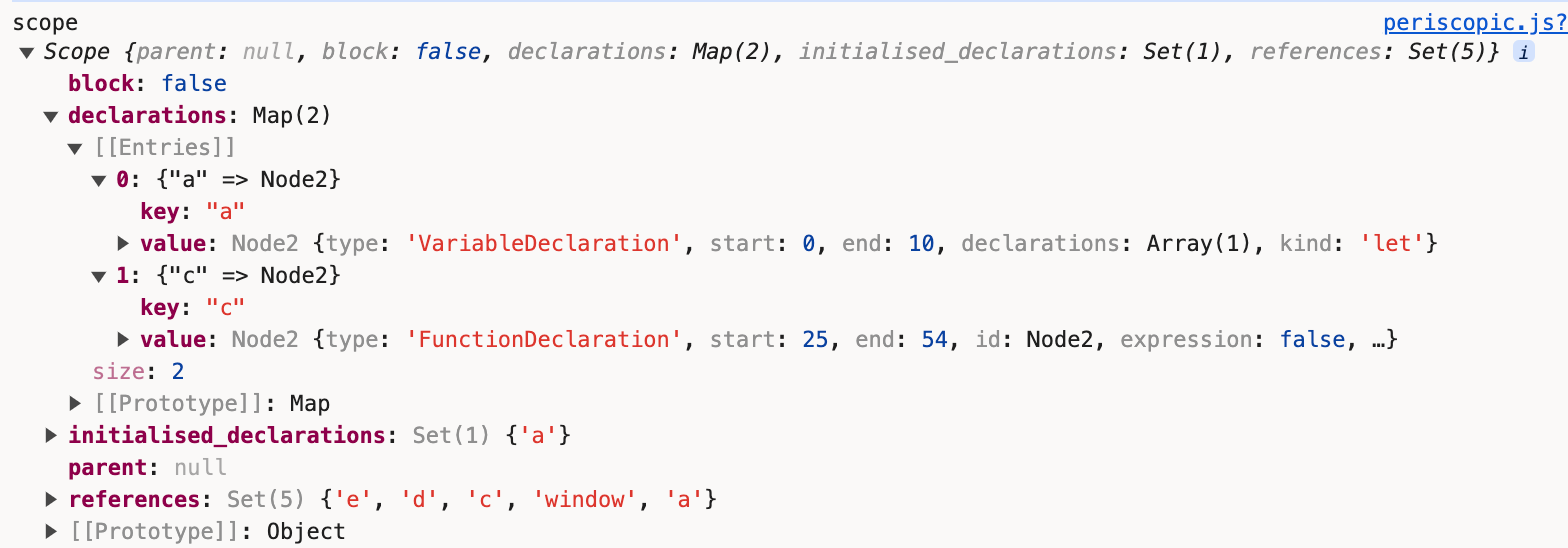 scope periscopic.js?
▼ Scope {parent: null, block: false, declarations: Map(2), initialised_declarations: Set(1), references: Set(5)} i
block: false
▼ declarations: Map(2)
▼ [[Entries]]
▼ 0: {"a" => Node2}
key: "a"
▶ value: Node2 {type: 'VariableDeclaration', start: 0, end: 10, declarations: Array(1), kind: 'let'}
▼ 1: {"c" => Node2}
key: "c"
▶ value: Node2 {type: 'FunctionDeclaration', start: 25, end: 54, id: Node2, expression: false, …}
size: 2
▶ [[Prototype]]: Map
▶ initialised_declarations: Set(1) {'a'}
parent: null
▶ references: Set(5) {'e', 'd', 'c', 'window', 'a'}
▶ [[Prototype]]: Object